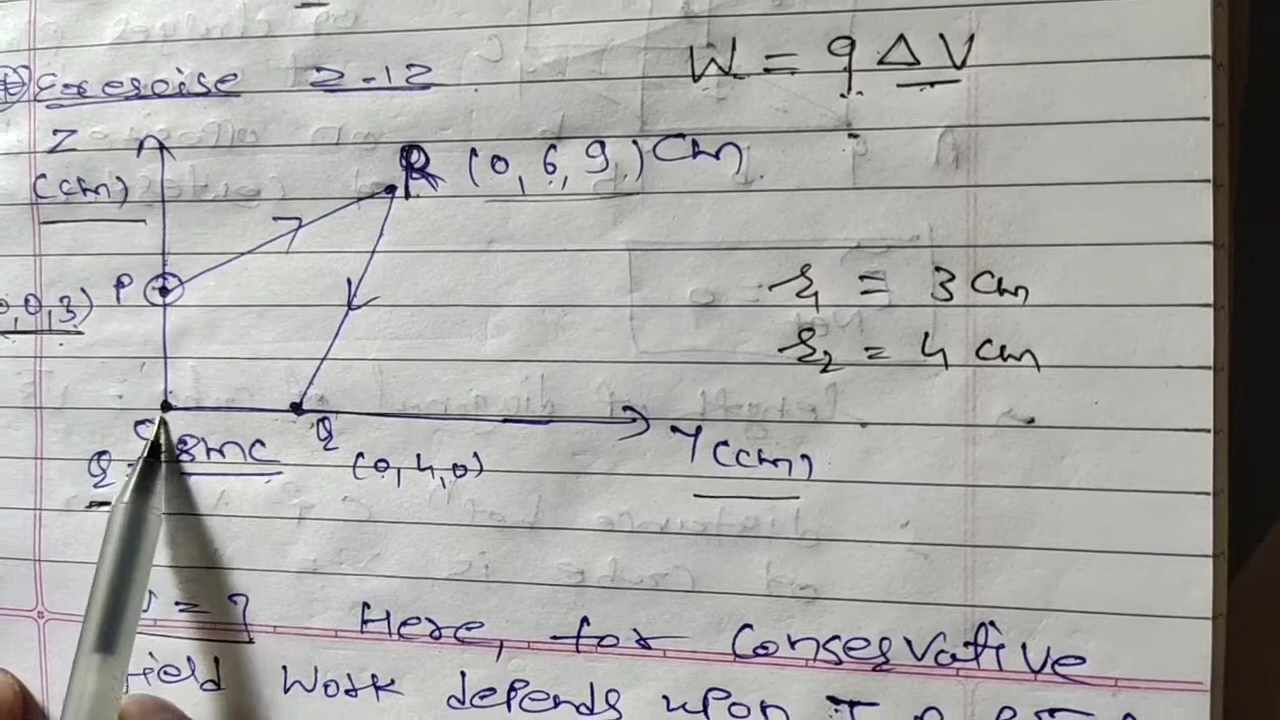 Exercise 2.12
W = q ΔV
Z
(cm)
R (0,6,9,) Cm
P
0,0,3)
r₁ = 3 Cm
r₂ = 4 Cm
Q
Q 8mC
(0,4,0)
Y(cm)
= ? Here, for Conservative
Field Work depends upon